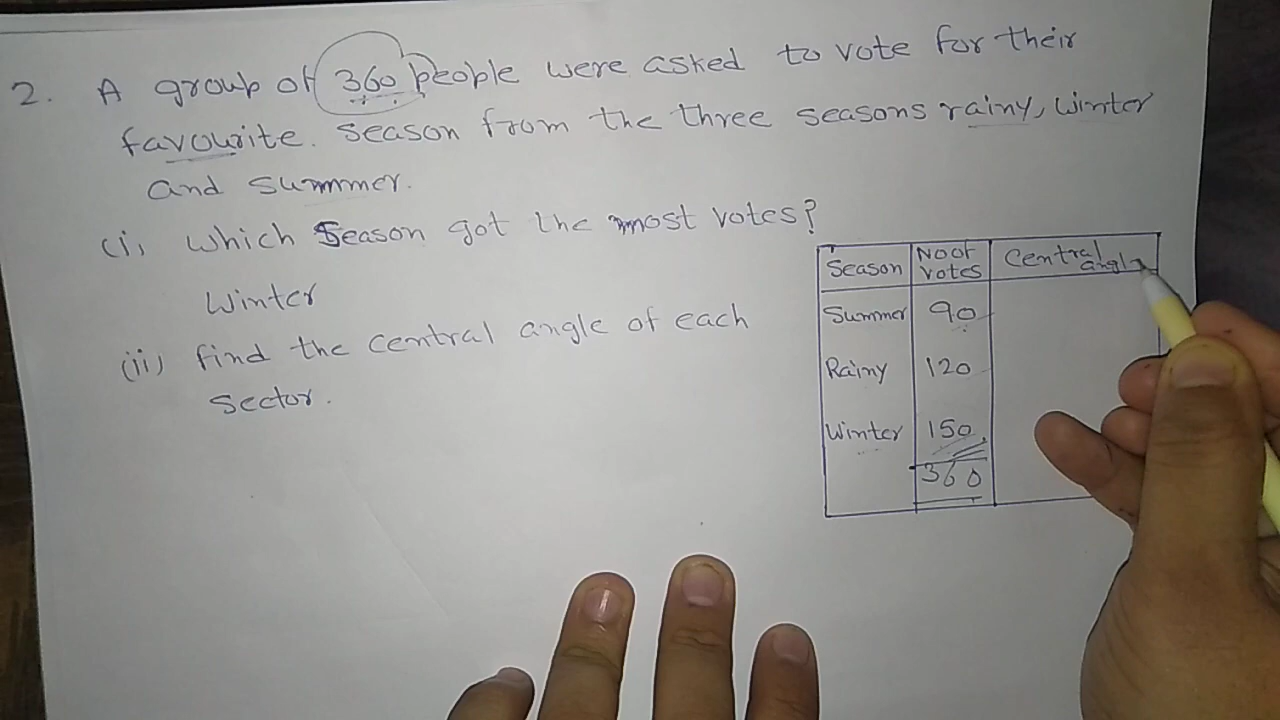 2. A group of 360 people were asked to vote for their
favourite. season from the three seasons rainy, winter
and summer.
(i) Which Season got the most votes?
Winter
(ii) find the central angle of each
sector.
Season No of votes Central angle
Summer 90
Rainy 120
Winter 150
360